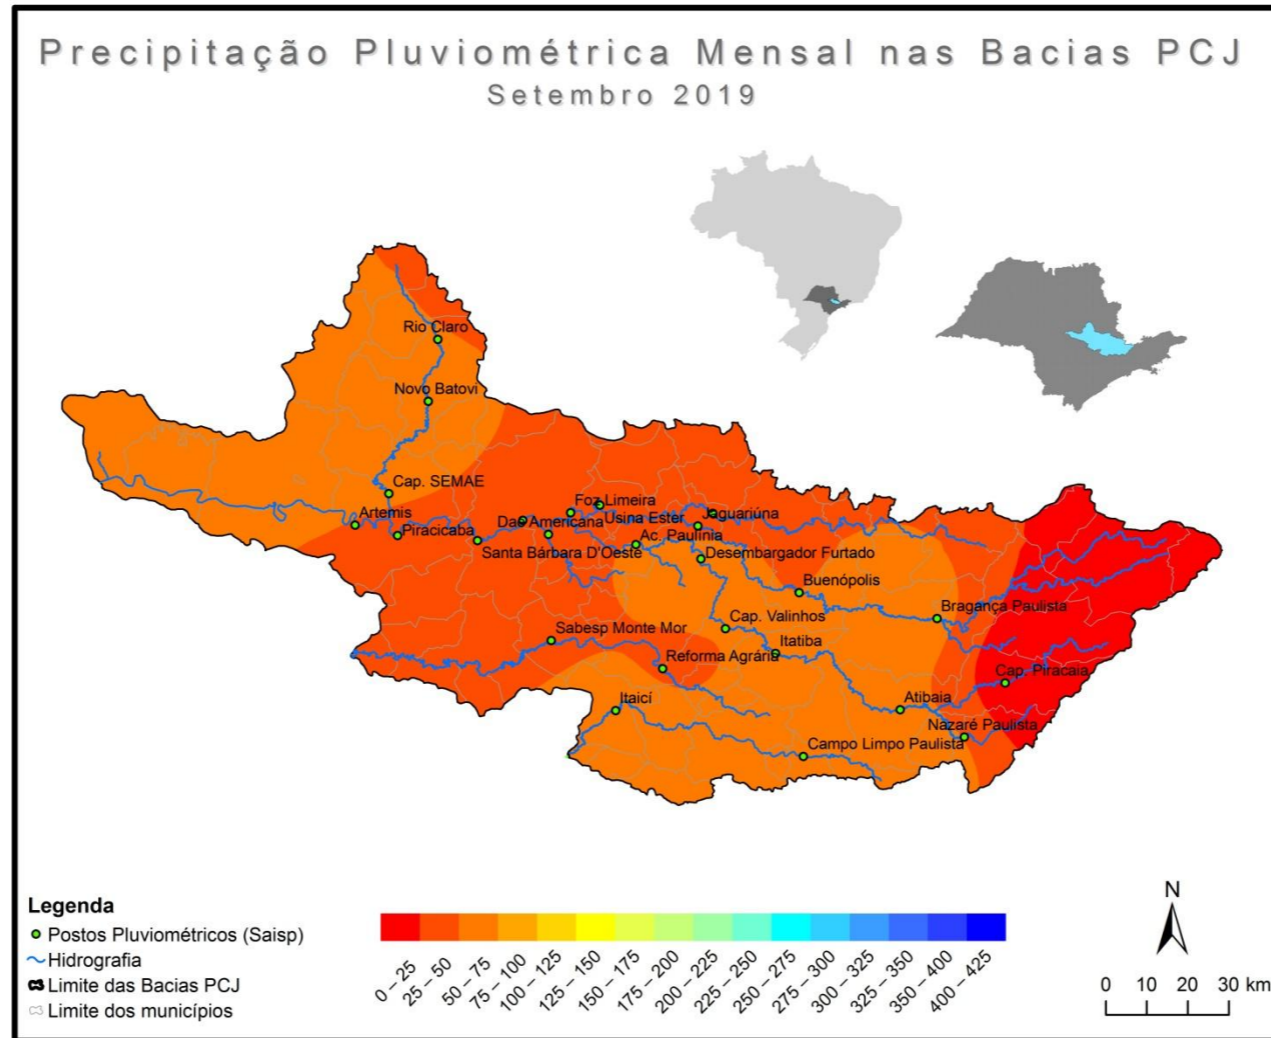 Precipitação Pluviométrica Mensal nas Bacias PCJ
Setembro 2019
Rio Claro
Novo Batovi
Cap. SEMAE
Artemis
Piracicaba
Santa Bárbara D'Oeste
Dae Americana
Foz Limeira
Usina Ester
Jaguariúna
Ac. Paulínia
Desembargador Furtado
Buenópolis
Bragança Paulista
Cap. Valinhos
Sabesp Monte Mor
Itatiba
Reforma Agrária
Cap. Piracaia
Itaicí
Atibaia
Nazaré Paulista
Campo Limpo Paulista
Legenda
Postos Pluviométricos (Saisp)
Hidrografia
Limite das Bacias PCJ
Limite dos municípios
0 – 25
25 – 50
50 – 75
75 – 100
100 – 125
125 – 150
150 – 175
175 – 200
200 – 225
225 – 250
250 – 275
275 – 300
300 – 325
325 – 350
350 – 400
400 – 425
N
0 10 20 30 km